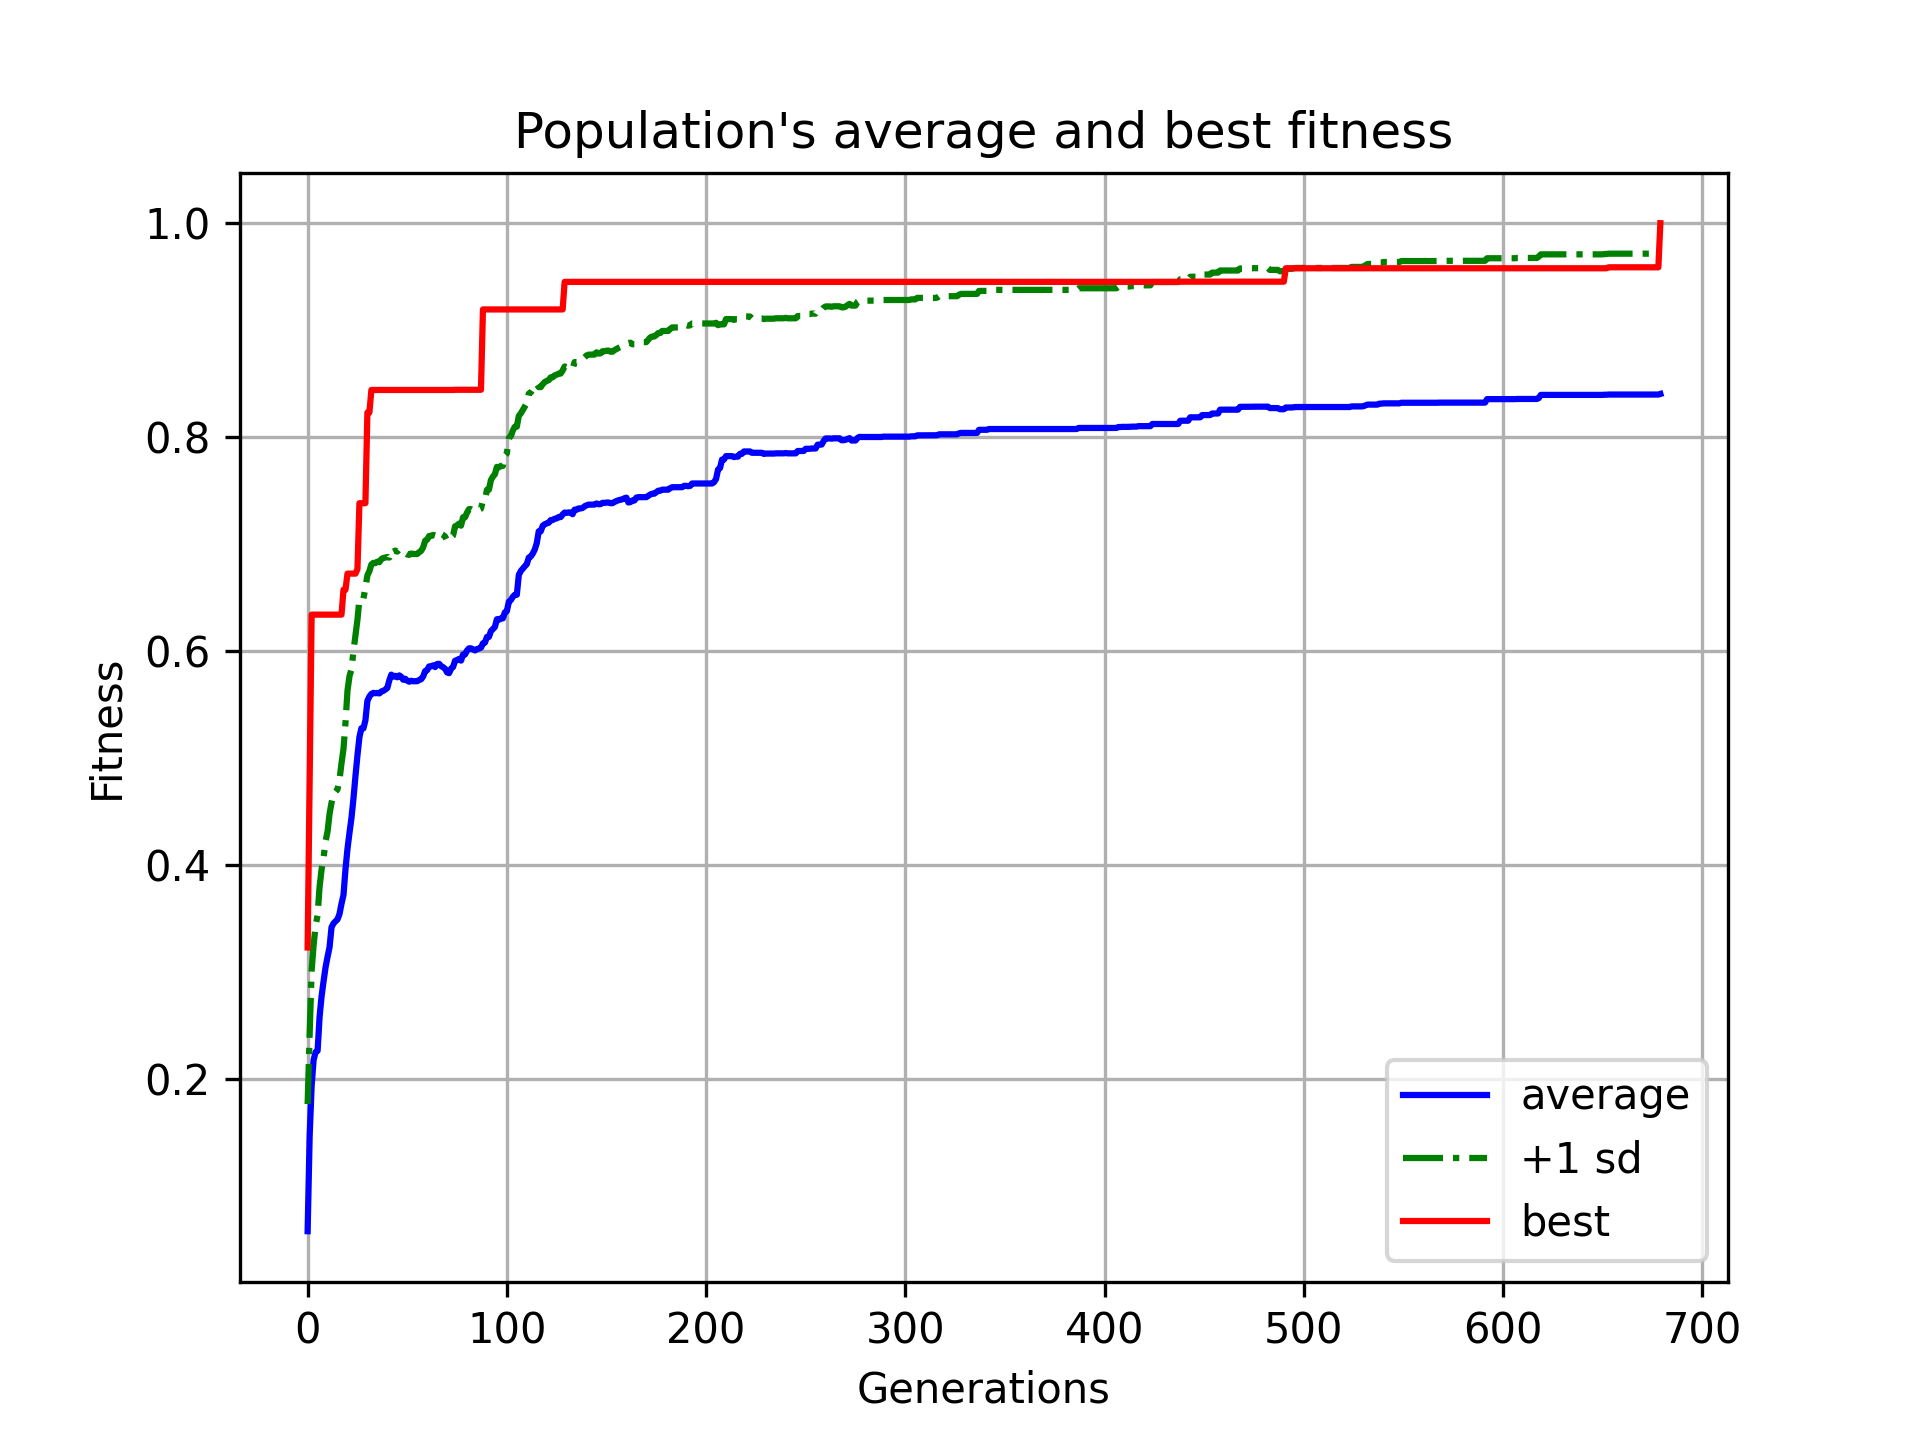 Population's average and best fitness
1.0
0.8
0.6
0.4
0.2
Fitness
average
+1 sd
best
0 100 200 300 400 500 600 700
Generations